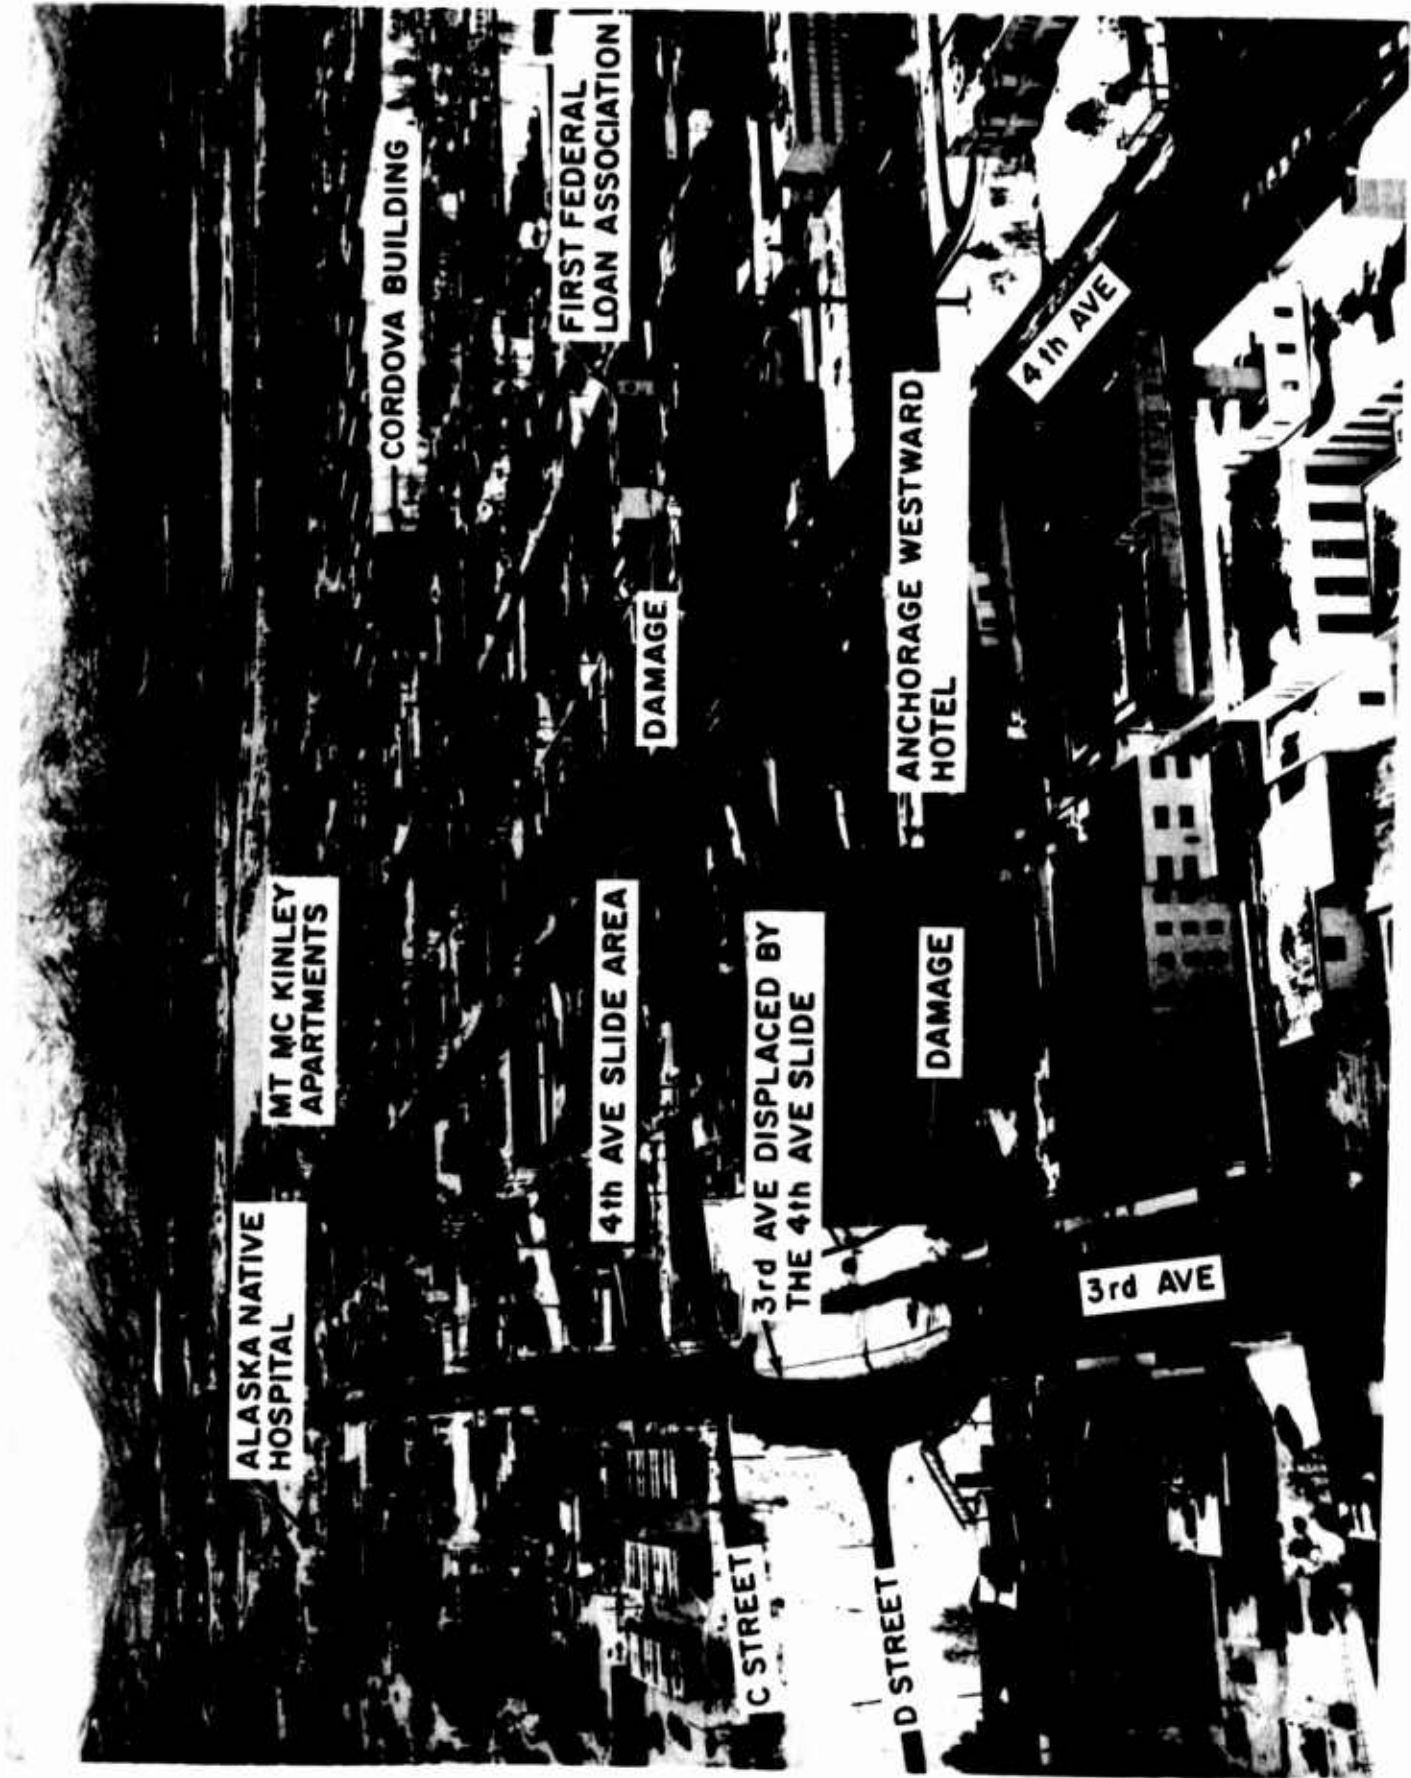 ALASKA NATIVE
HOSPITAL
MT MC KINLEY
APARTMENTS
CORDOVA BUILDING
FIRST FEDERAL
LOAN ASSOCIATION
4th AVE SLIDE AREA
DAMAGE
C STREET
3rd AVE DISPLACED BY
THE 4th AVE SLIDE
D STREET
DAMAGE
ANCHORAGE WESTWARD
HOTEL
4th AVE
3rd AVE